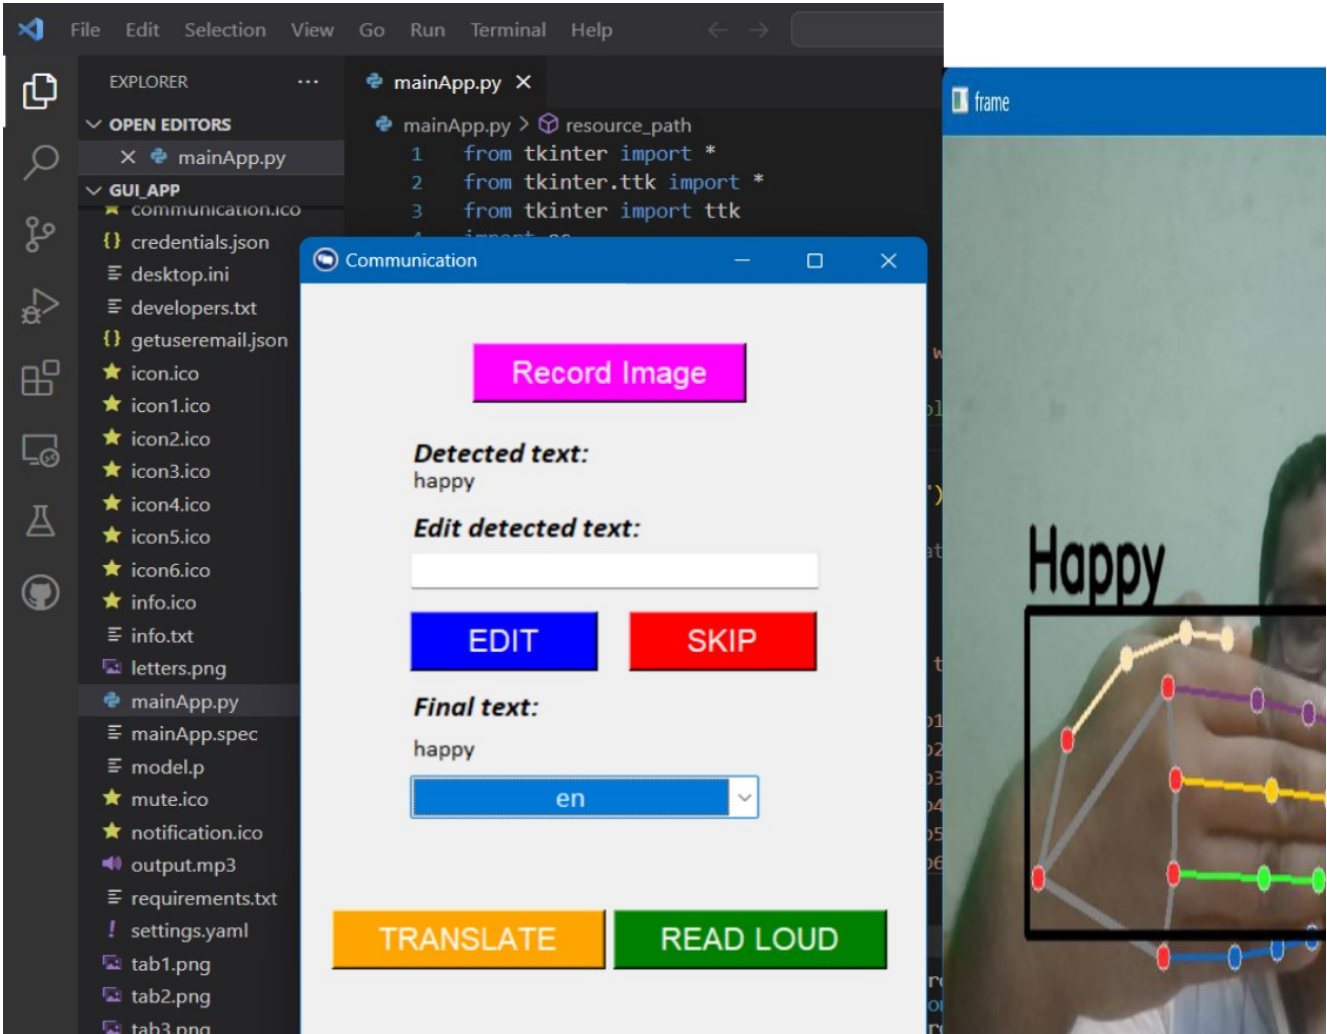 File Edit Selection View Go Run Terminal Help
EXPLORER
OPEN EDITORS
mainApp.py
GUI_APP
communication.ico
credentials.json
desktop.ini
developers.txt
getuseremail.json
icon.ico
icon1.ico
icon2.ico
icon3.ico
icon4.ico
icon5.ico
icon6.ico
info.ico
info.txt
letters.png
mainApp.py
mainApp.spec
model.p
mute.ico
notification.ico
output.mp3
requirements.txt
settings.yaml
tab1.png
tab2.png
tab3.png
mainApp.py
mainApp.py > resource_path
1 from tkinter import *
2 from tkinter.ttk import *
3 from tkinter import ttk
Communication
Record Image
Detected text:
happy
Edit detected text:
EDIT SKIP
Final text:
happy
en
TRANSLATE READ LOUD
frame
Happy